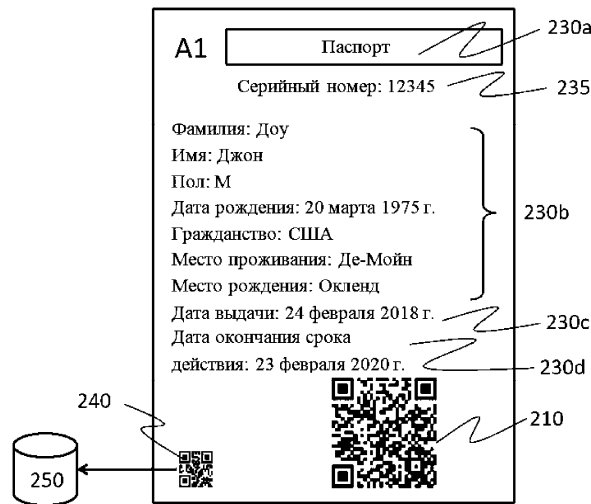 A1
Паспорт
230a
Серийный номер: 12345
235
Фамилия: Доу
Имя: Джон
Пол: М
Дата рождения: 20 марта 1975 г.
230b
Гражданство: США
Место проживания: Де-Мойн
Место рождения: Окленд
Дата выдачи: 24 февраля 2018 г.
230c
Дата окончания срока
действия: 23 февраля 2020 г.
230d
240
210
250